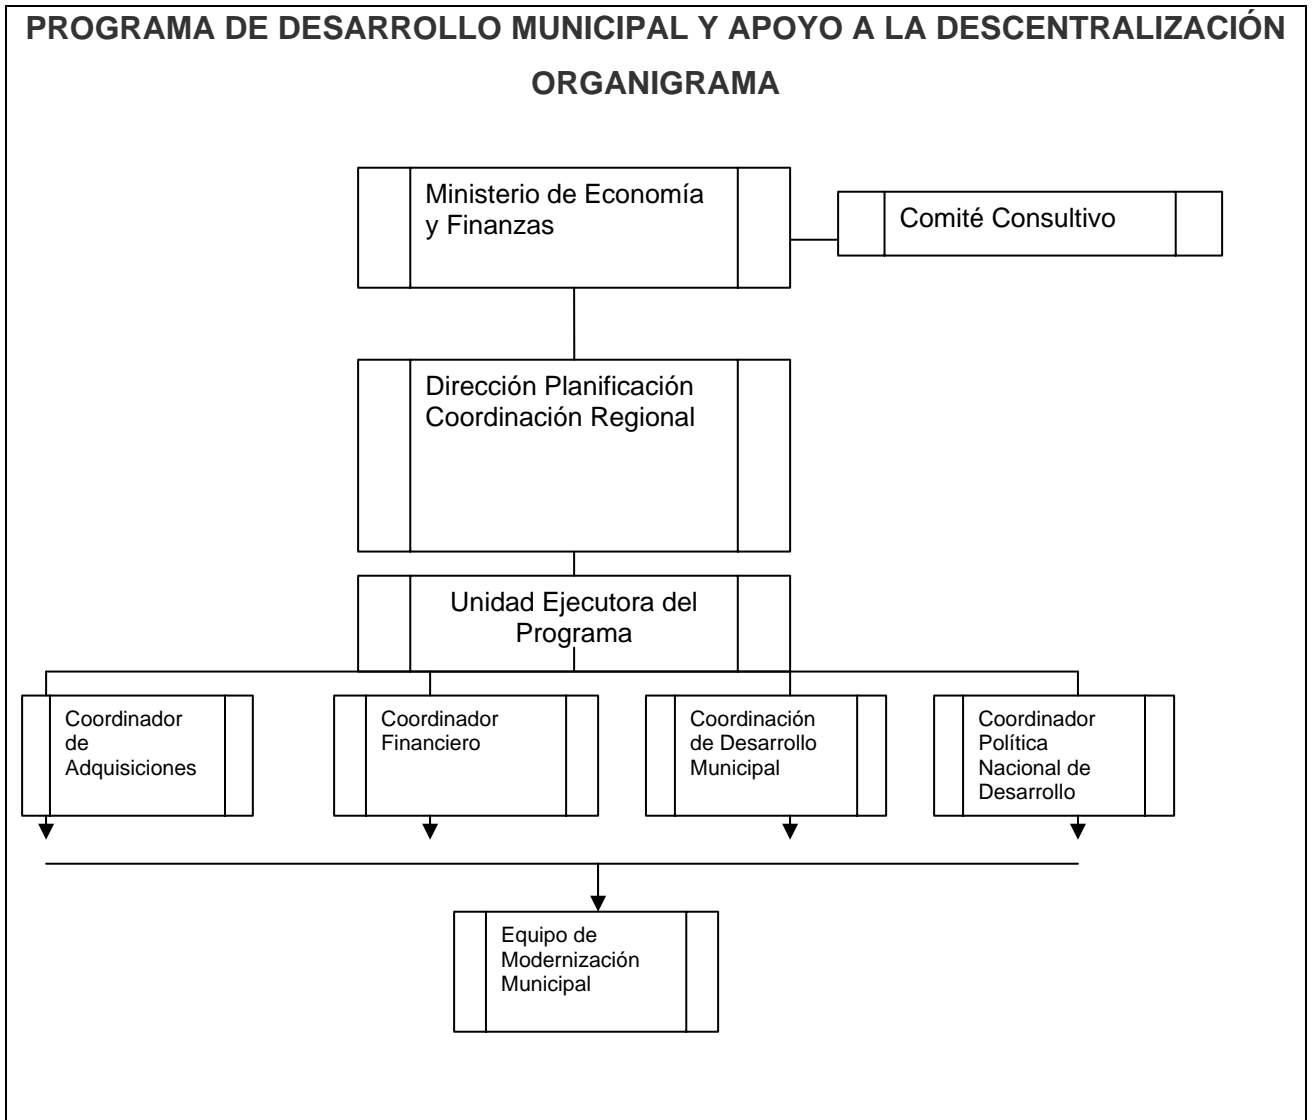 PROGRAMA DE DESARROLLO MUNICIPAL Y APOYO A LA DESCENTRALIZACIÓN
ORGANIGRAMA
Ministerio de Economía
y Finanzas
Comité Consultivo
Dirección Planificación
Coordinación Regional
Unidad Ejecutora del
Programa
Coordinador
de
Adquisiciones
Coordinador
Financiero
Coordinación
de Desarrollo
Municipal
Coordinador
Política
Nacional de
Desarrollo
Equipo de
Modernización
Municipal